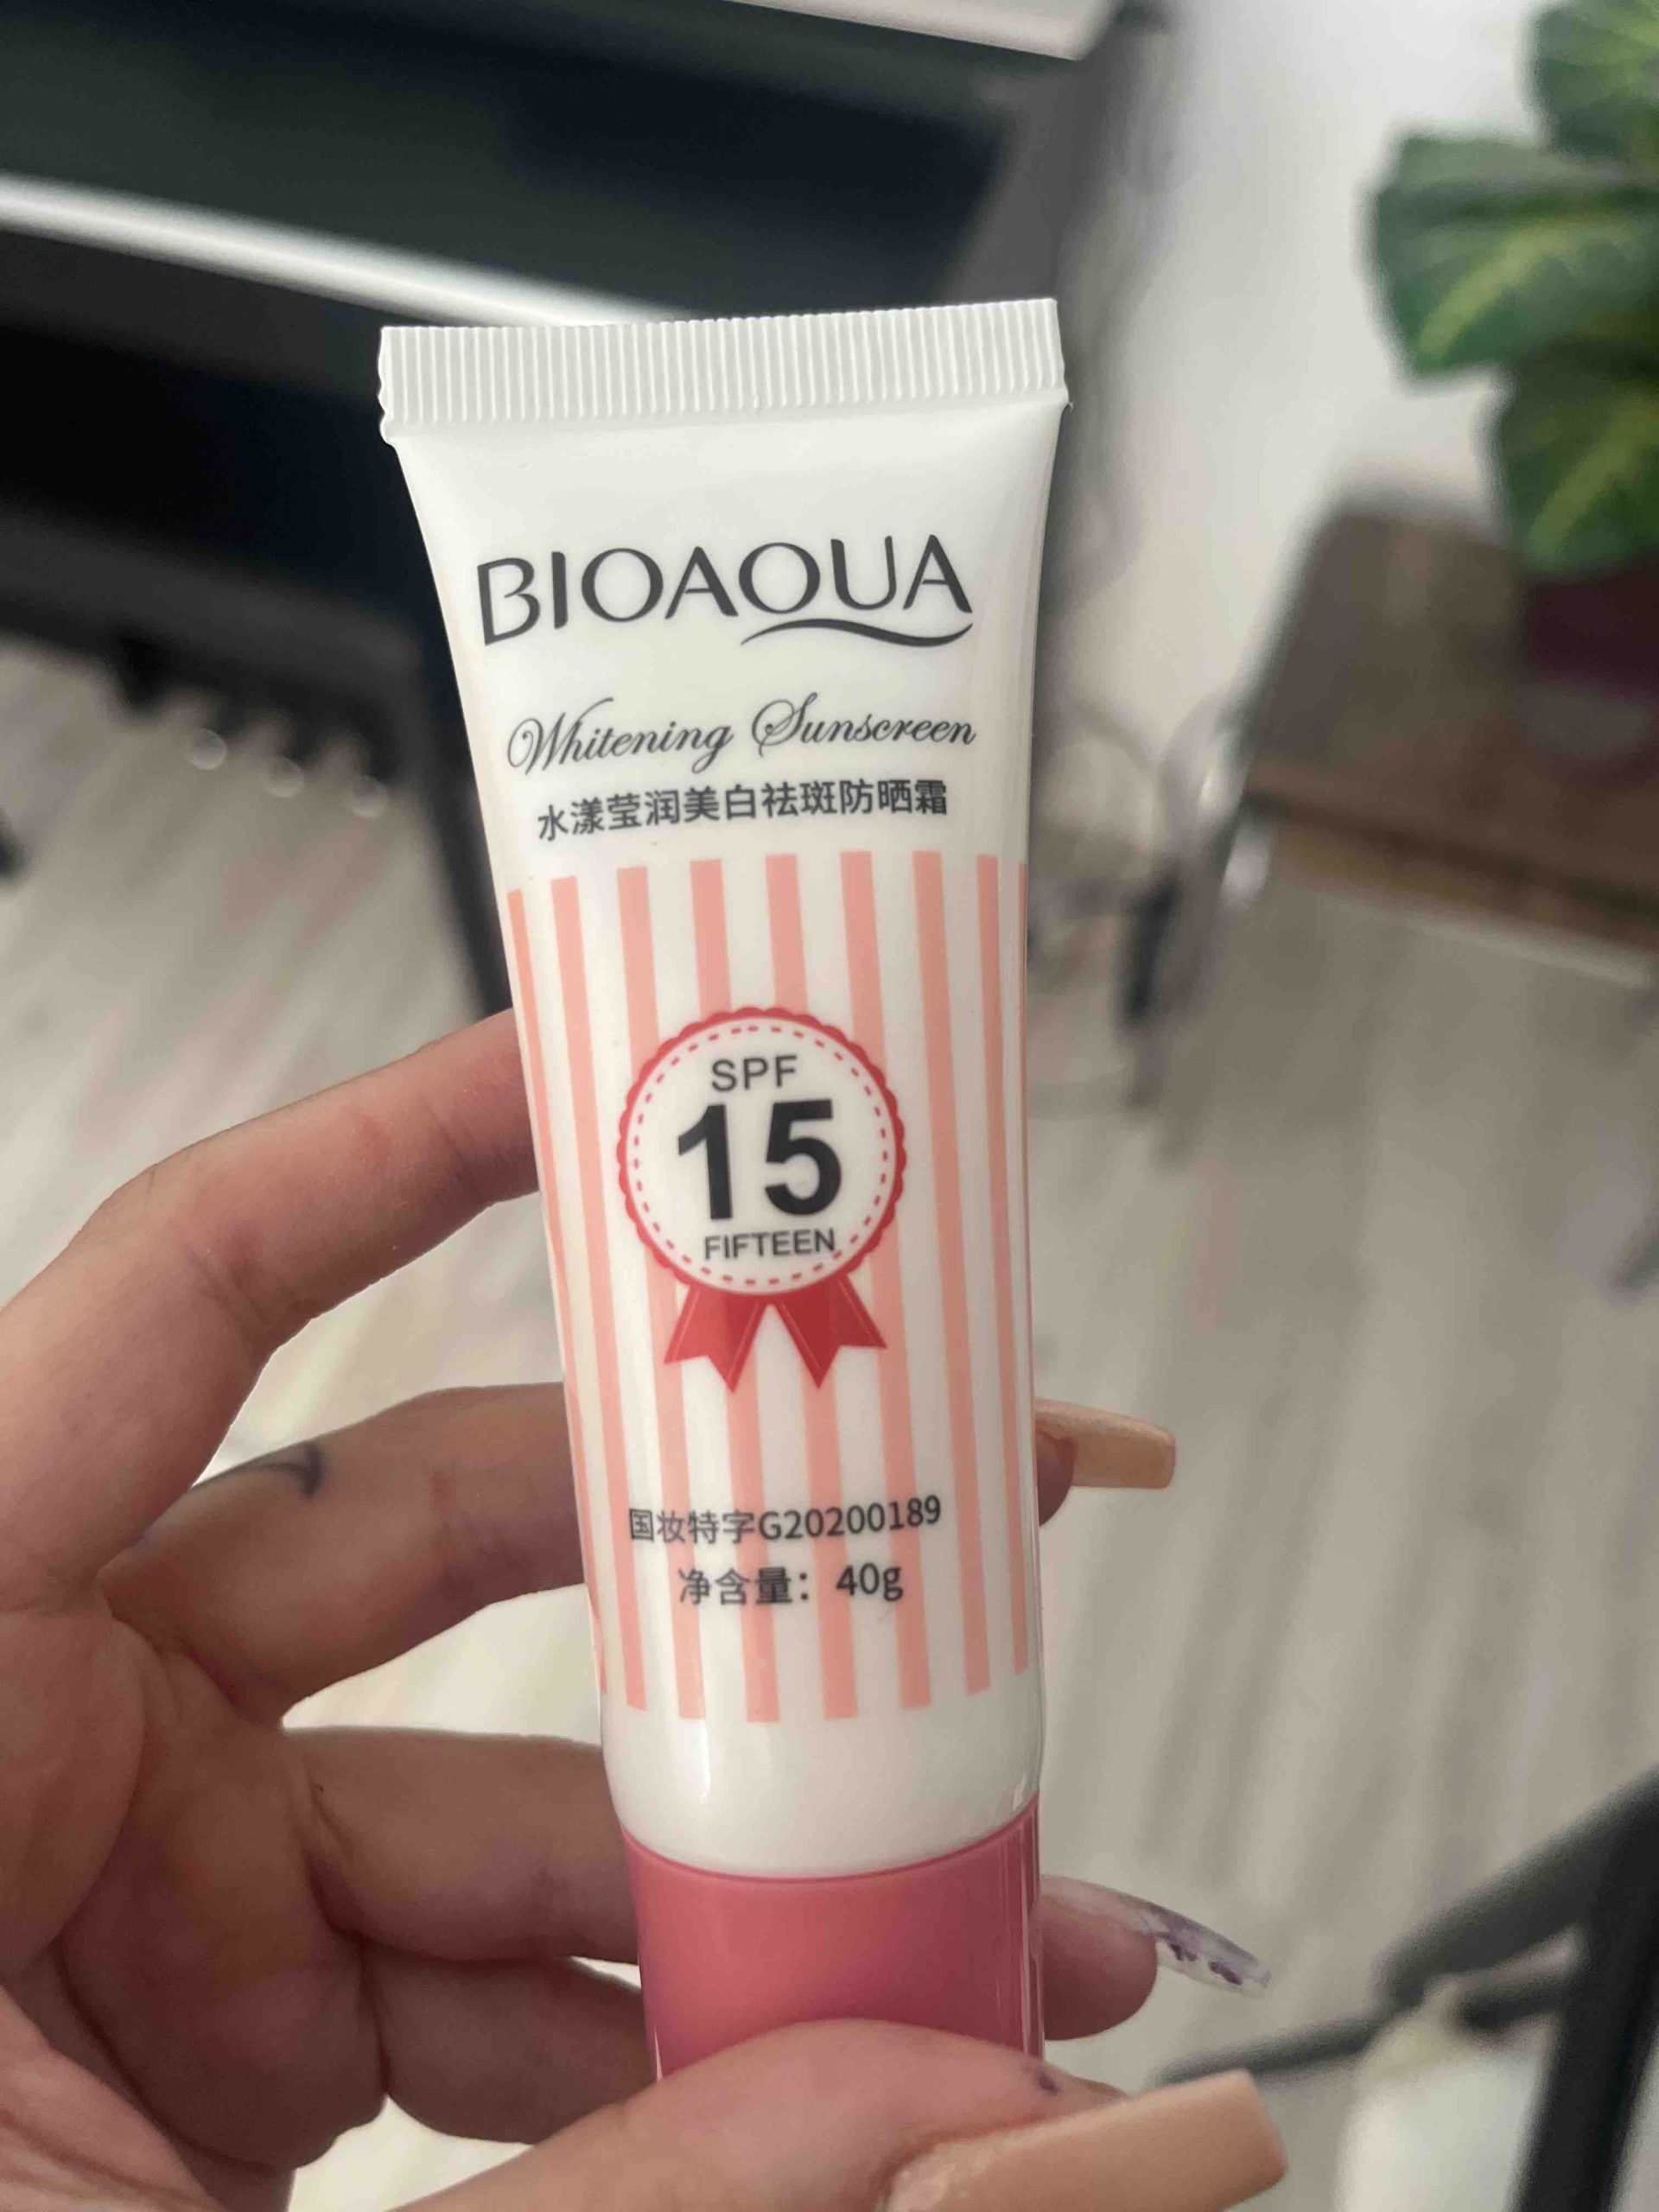 BIOAQUA
Whitening Sunscreen
水漾莹润美白祛斑防晒霜
SPF
15
FIFTEEN
国妆特字G20200189
净含量：40g